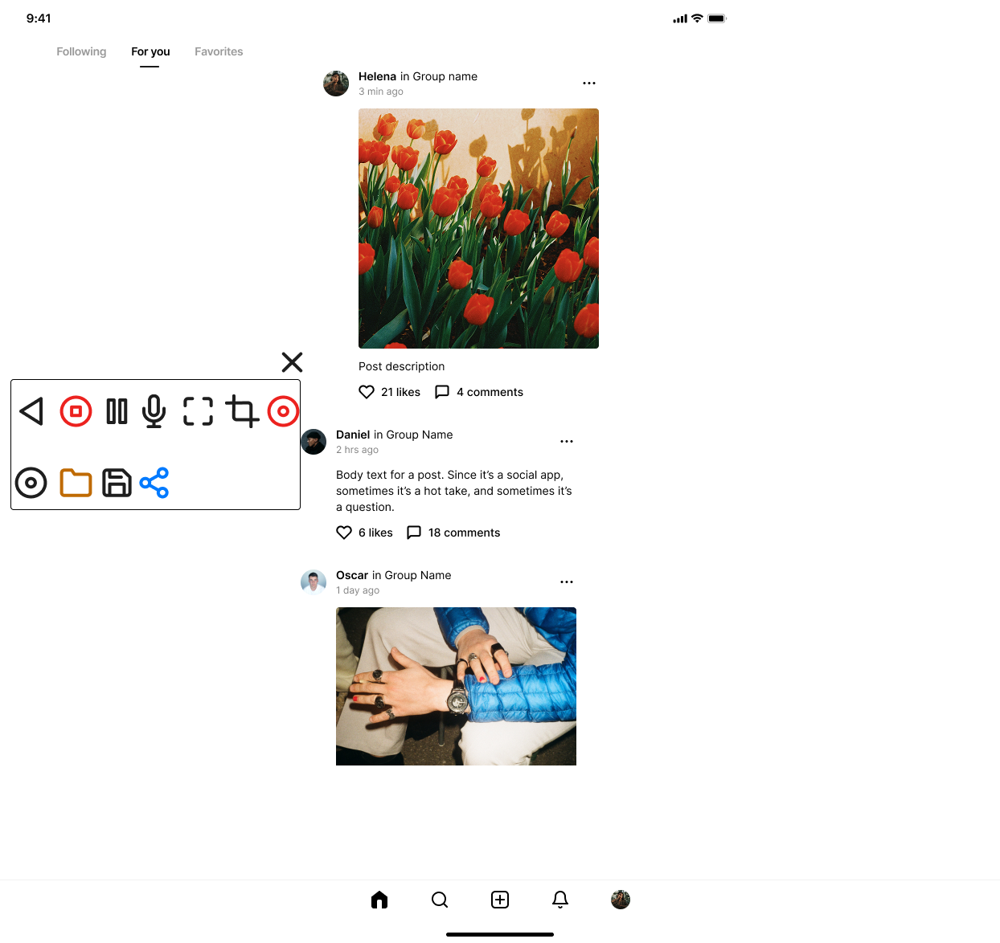 9:41
Following For you Favorites
Helena in Group name
3 min ago
Post description
21 likes 4 comments
Daniel in Group Name
2 hrs ago
Body text for a post. Since it’s a social app,
sometimes it’s a hot take, and sometimes it’s
a question.
6 likes 18 comments
Oscar in Group Name
1 day ago